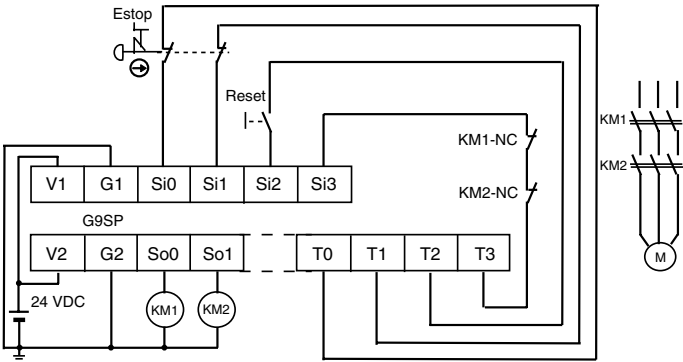 Estop
Reset
KM1
KM1-NC
KM2
KM2-NC
V1 G1 Si0 Si1 Si2 Si3
G9SP
V2 G2 So0 So1 T0 T1 T2 T3
M
24 VDC
KM1 KM2